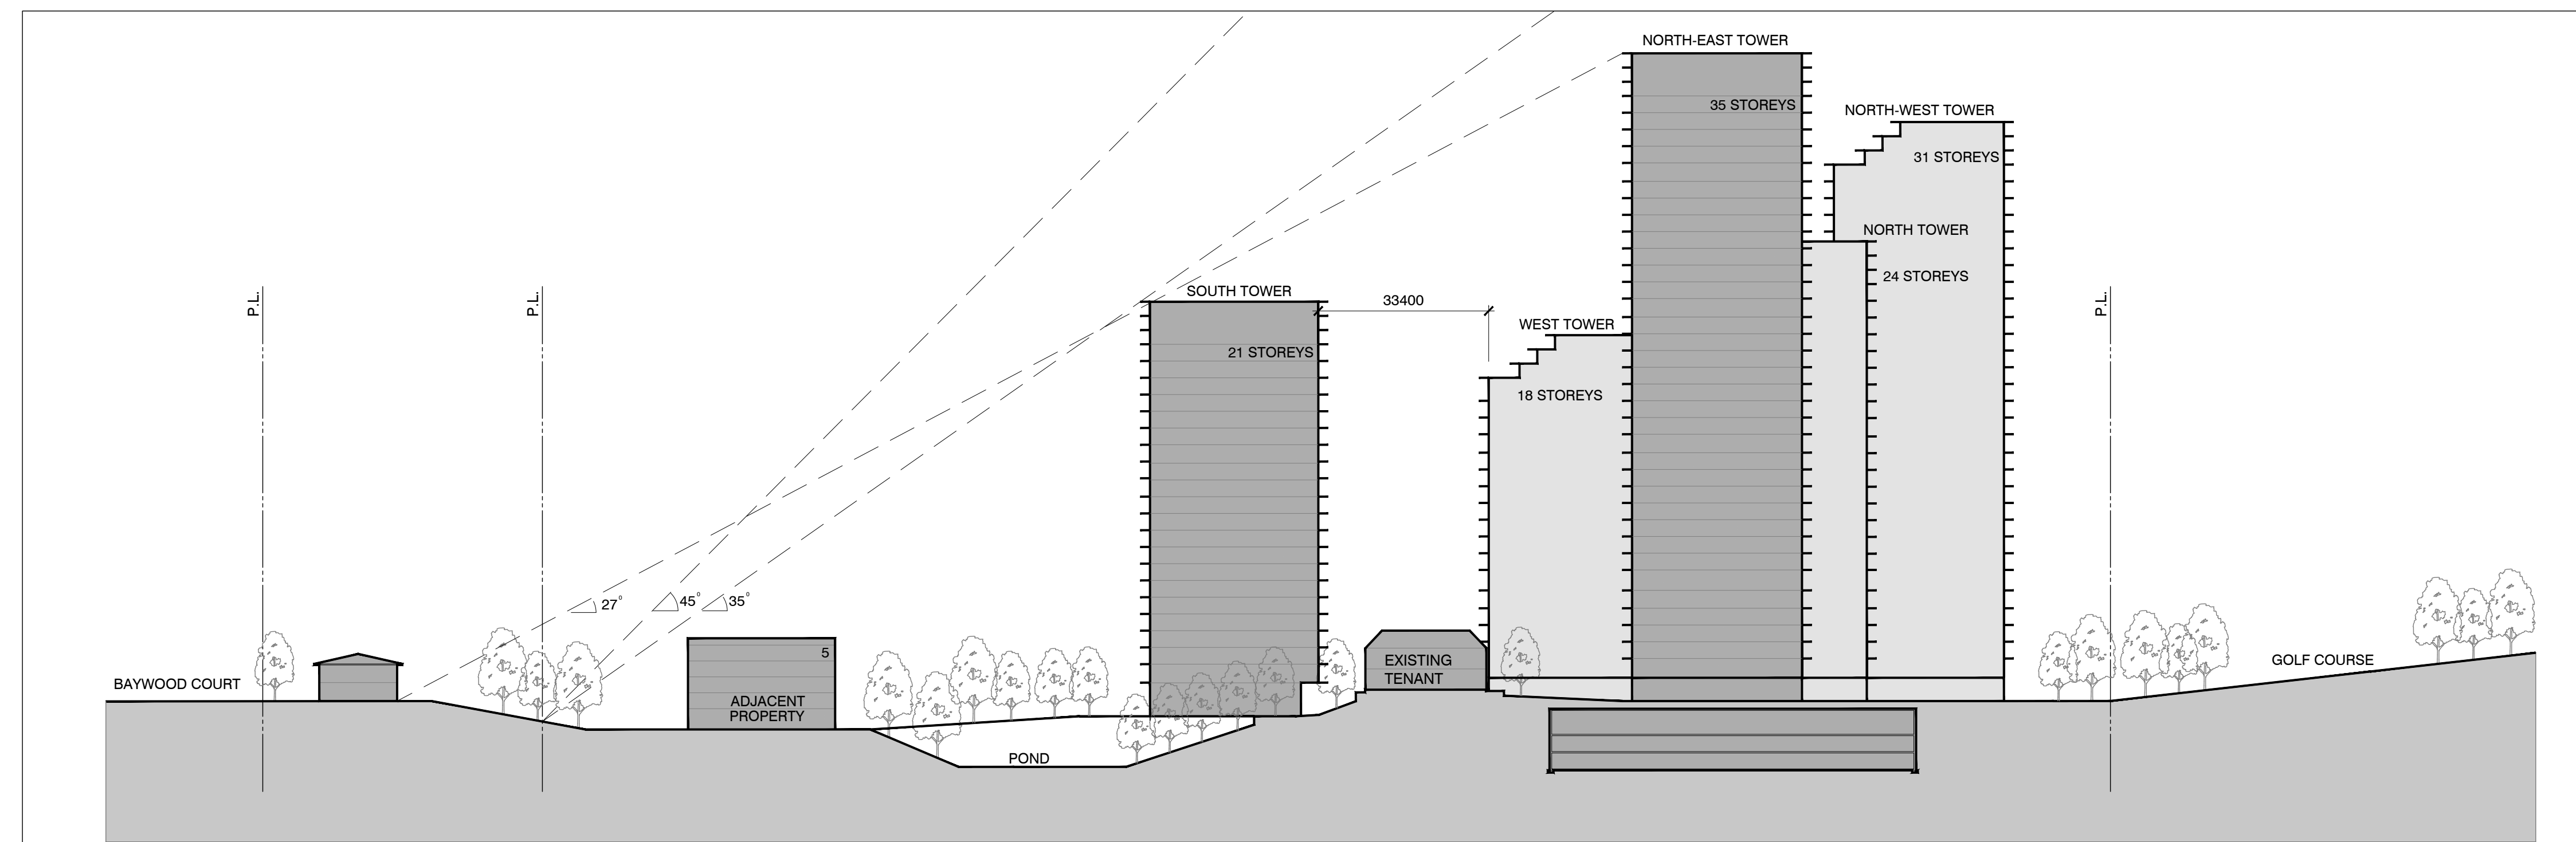 NORTH-EAST TOWER
35 STOREYS
NORTH-WEST TOWER
31 STOREYS
NORTH TOWER
24 STOREYS
P.L.
P.L.
P.L.
SOUTH TOWER
33400
21 STOREYS
WEST TOWER
18 STOREYS
27°
45°
35°
5
ADJACENT
PROPERTY
BAYWOOD COURT
EXISTING
TENANT
GOLF COURSE
POND